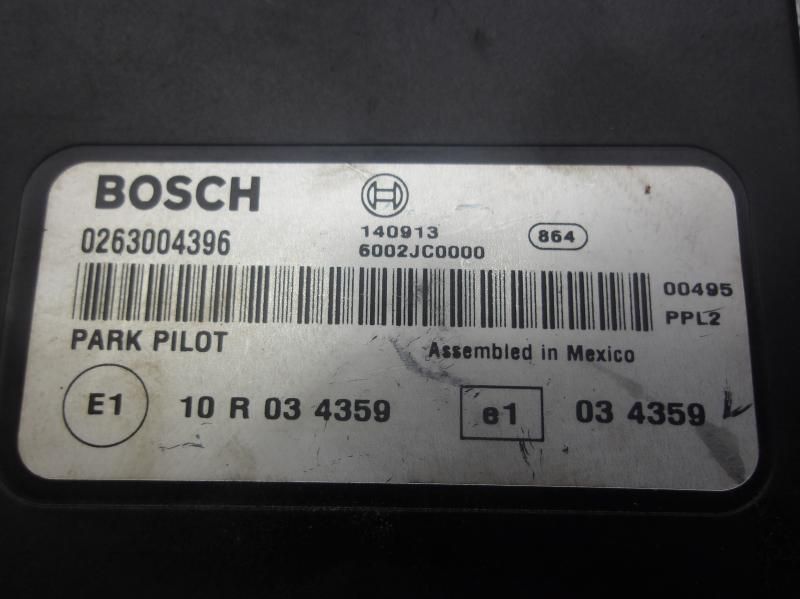 BOSCH
0263004396
140913
6002JC0000
864
00495
PPL2
PARK PILOT
Assembled in Mexico
E1
10 R 03 4359
e1
03 4359